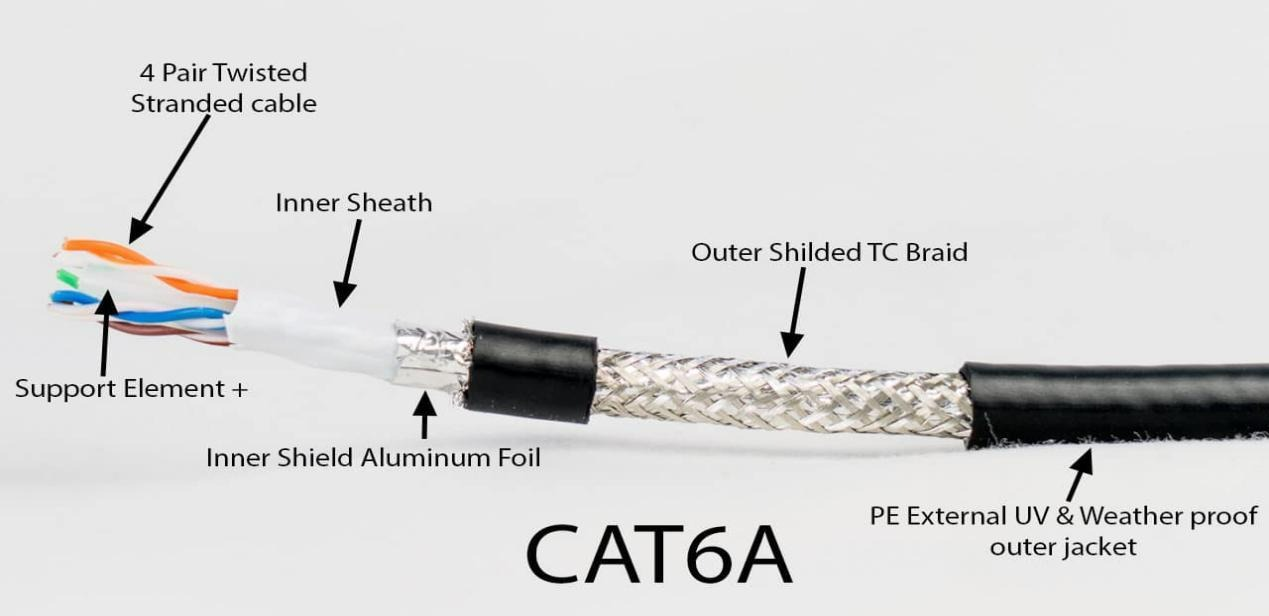 4 Pair Twisted
Stranded cable
Inner Sheath
Outer Shilded TC Braid
Support Element +
Inner Shield Aluminum Foil
PE External UV & Weather proof
outer jacket
CAT6A